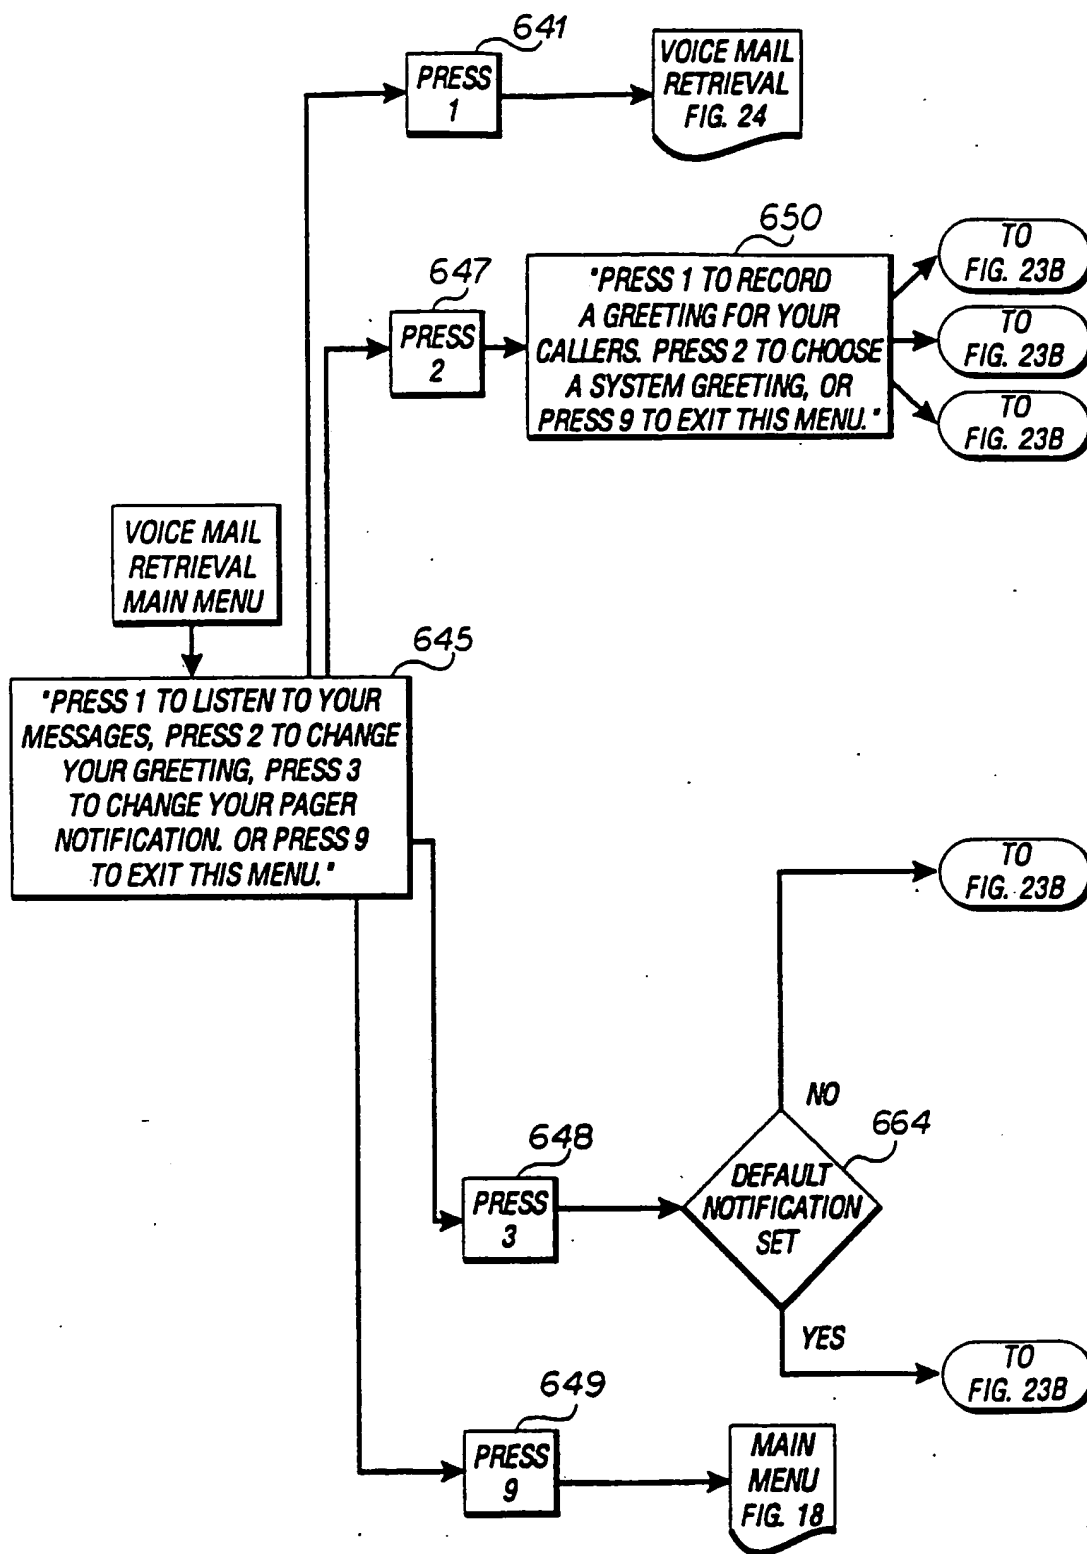 641
PRESS
1
VOICE MAIL
RETRIEVAL
FIG. 24
650
647
PRESS
2
"PRESS 1 TO RECORD
A GREETING FOR YOUR
CALLERS. PRESS 2 TO CHOOSE
A SYSTEM GREETING, OR
PRESS 9 TO EXIT THIS MENU."
TO
FIG. 23B
TO
FIG. 23B
TO
FIG. 23B
VOICE MAIL
RETRIEVAL
MAIN MENU
645
"PRESS 1 TO LISTEN TO YOUR
MESSAGES, PRESS 2 TO CHANGE
YOUR GREETING, PRESS 3
TO CHANGE YOUR PAGER
NOTIFICATION. OR PRESS 9
TO EXIT THIS MENU."
TO
FIG. 23B
NO
648
PRESS
3
664
DEFAULT
NOTIFICATION
SET
YES
TO
FIG. 23B
649
PRESS
9
MAIN
MENU
FIG. 18